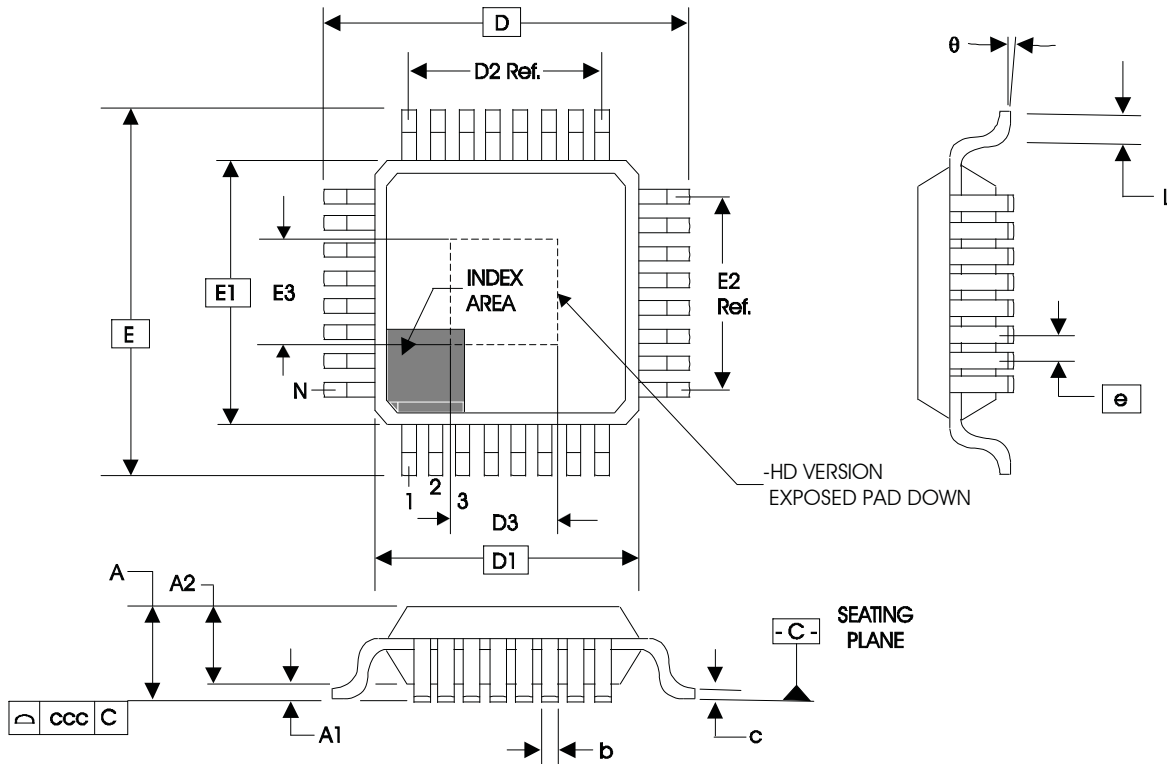 D
D2 Ref.
θ
L
E
E1
E3
INDEX
AREA
E2
Ref.
N
e
1
2
3
-HD VERSION
EXPOSED PAD DOWN
D3
D1
A
A2
- C -
SEATING
PLANE
⌓ ccc C
A1
b
c